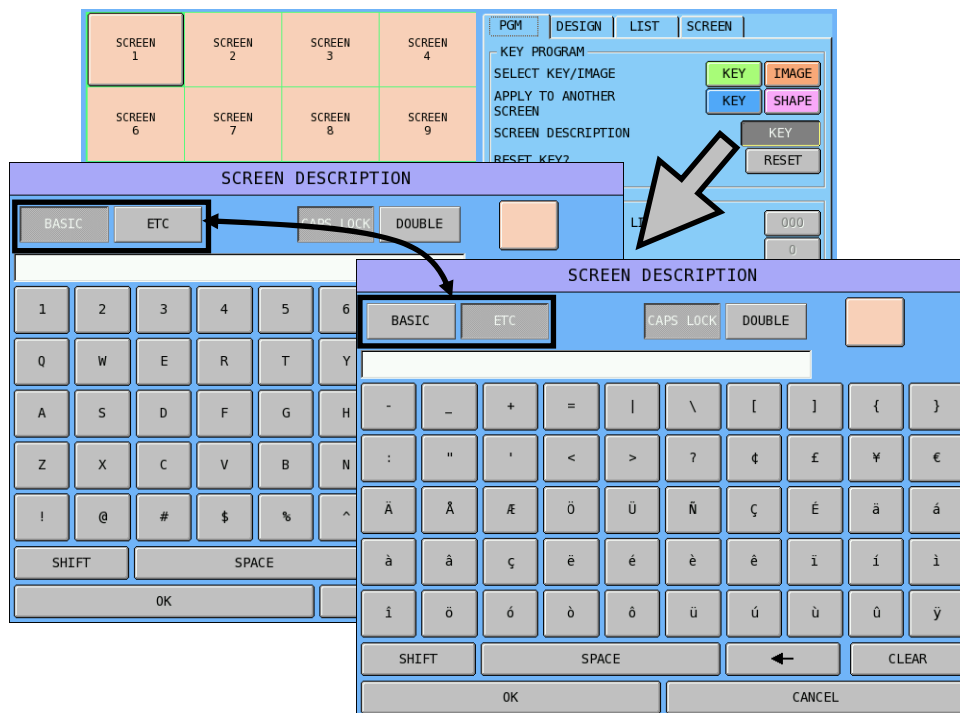 SCREEN 1
SCREEN 2
SCREEN 3
SCREEN 4
SCREEN 6
SCREEN 7
SCREEN 8
SCREEN 9
PGM DESIGN LIST SCREEN
KEY PROGRAM
SELECT KEY/IMAGE KEY IMAGE
APPLY TO ANOTHER
SCREEN KEY SHAPE
SCREEN DESCRIPTION KEY
RESET KEY? RESET
000
0
SCREEN DESCRIPTION
BASIC ETC CAPS LOCK DOUBLE
1 2 3 4 5 6
Q W E R T Y
A S D F G H
Z X C V B N
! @ # $ % ^
SHIFT SPACE
OK
SCREEN DESCRIPTION
BASIC ETC CAPS LOCK DOUBLE
- _ + = | \ [ ] { }
: " ' < > ? ¢ £ ¥ €
Ä Å Æ Ö Ü Ñ Ç É ä á
à â ç ë é è ê ï í ì
î ö ó ò ô ü ú ù û ÿ
SHIFT SPACE ← CLEAR
OK CANCEL